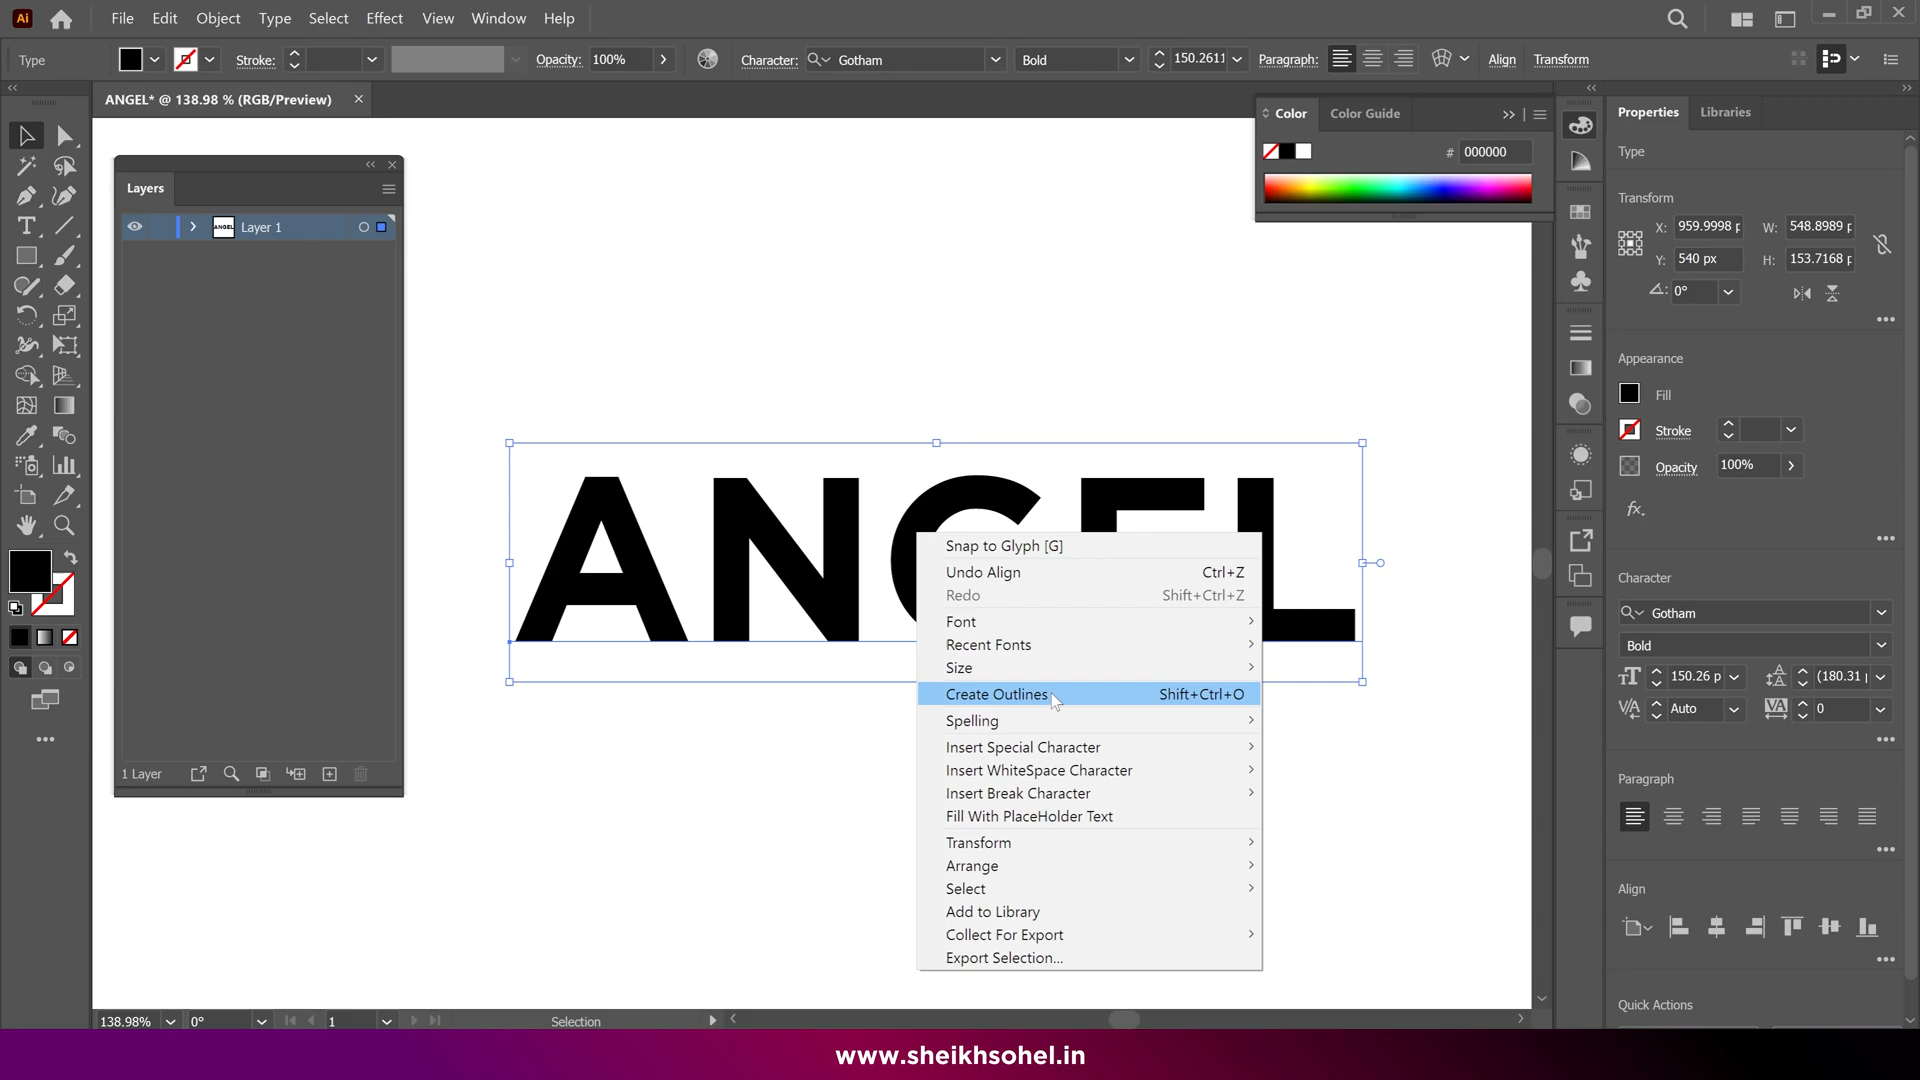 Ai File Edit Object Type Select Effect View Window Help
Type Stroke: Opacity: 100% Character: Gotham Bold 150.2611 Paragraph: Align Transform
ANGEL* @ 138.98 % (RGB/Preview)
Layers
ANGEL Layer 1
1 Layer
Color Color Guide
# 000000
ANGEL
Snap to Glyph [G]
Undo Align Ctrl+Z
Redo Shift+Ctrl+Z
Font
Recent Fonts
Size
Create Outlines Shift+Ctrl+O
Spelling
Insert Special Character
Insert WhiteSpace Character
Insert Break Character
Fill With PlaceHolder Text
Transform
Arrange
Select
Add to Library
Collect For Export
Export Selection...
Properties Libraries
Type
Transform
X: 959.9998 p W: 548.8989 p
Y: 540 px H: 153.7168 p
0°
Appearance
Fill
Stroke
Opacity 100%
fx.
Character
Gotham
Bold
150.26 p (180.31 p
Auto 0
Paragraph
Align
Quick Actions
138.98% 0° 1 Selection
www.sheikhsohel.in